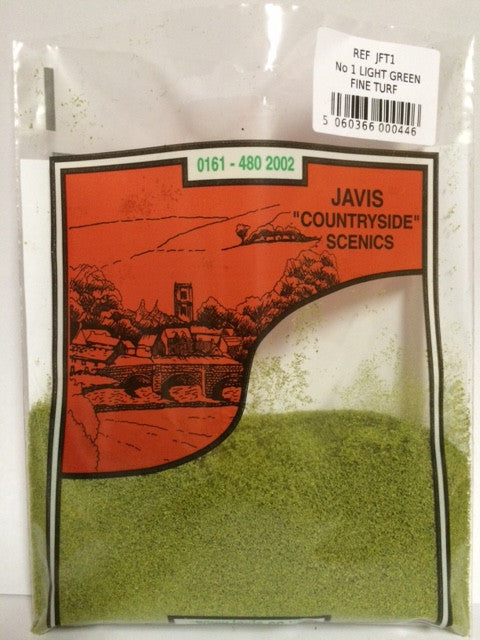 REF JFT1
No 1 LIGHT GREEN
FINE TURF
5 060366 000446
0161 - 480 2002
JAVIS
"COUNTRYSIDE"
SCENICS